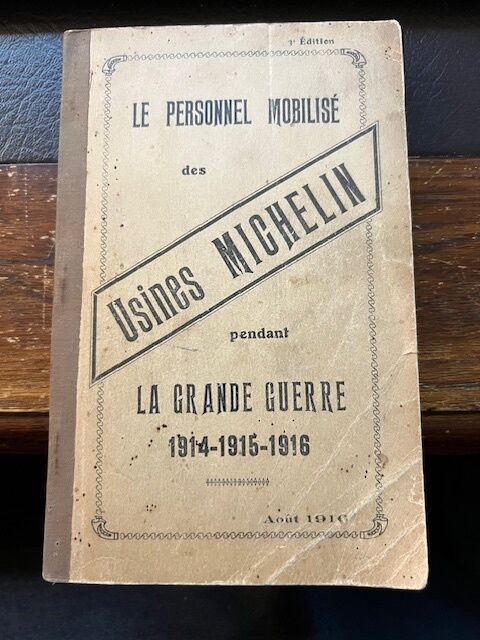 Édition
LE PERSONNEL MOBILISÉ
des
Usines MICHELIN
pendant
LA GRANDE GUERRE
1914-1915-1916
Août 1916